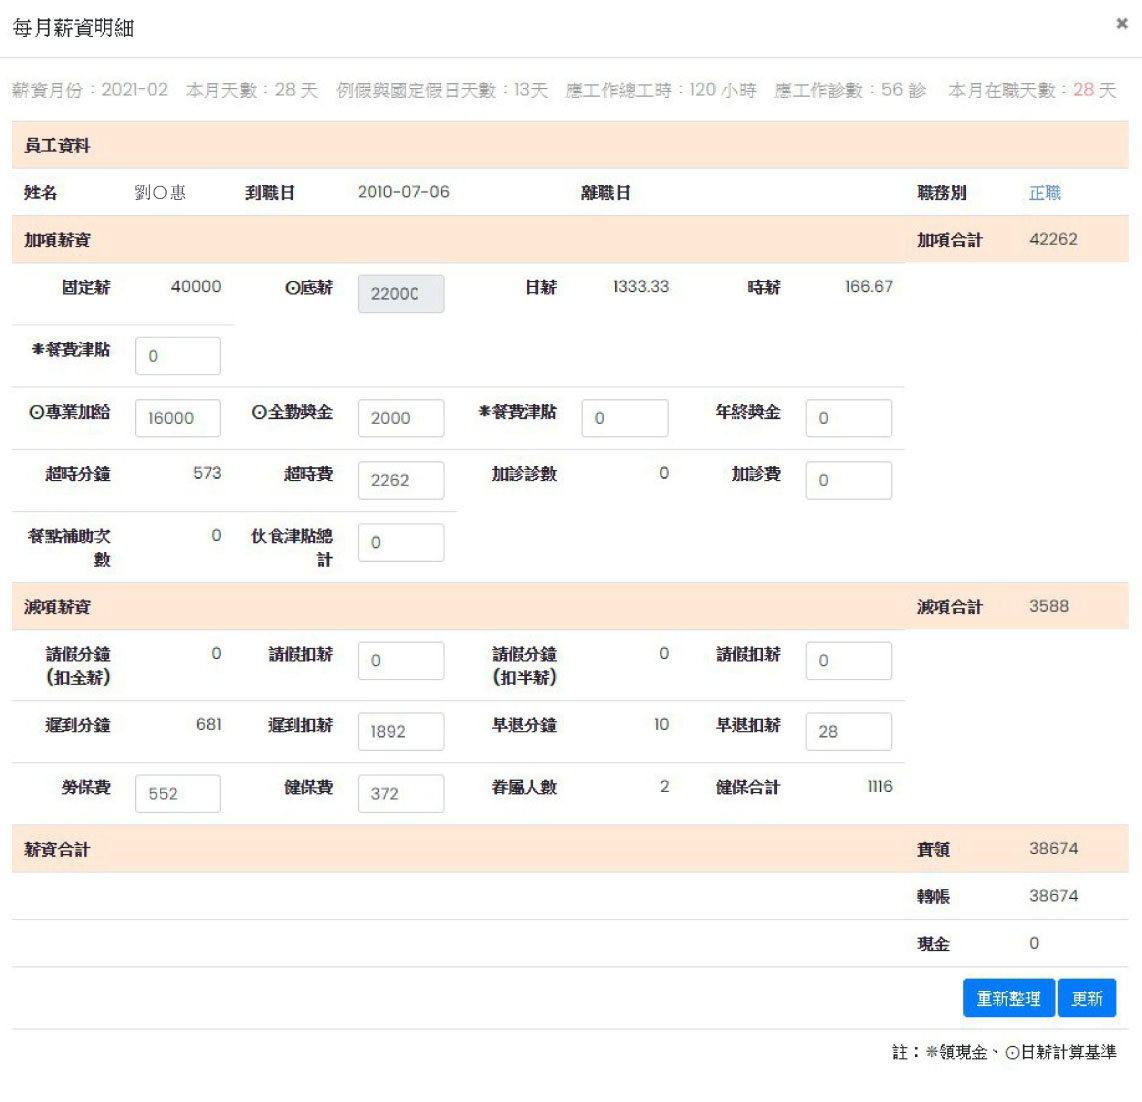 每月薪資明細 ×
薪資月份：2021-02 本月天數：28 天 例假與國定假日天數：13天 應工作總工時：120 小時 應工作診數：56 診 本月在職天數：28 天
員工資料
姓名 劉〇惠 到職日 2010-07-06 離職日 職務別 正職
加項薪資 加項合計 42262
固定薪 40000 ⊙底薪 22000 日薪 1333.33 時薪 166.67
＊餐費津貼 0
⊙專業加給 16000 ⊙全勤獎金 2000 ＊餐費津貼 0 年終獎金 0
超時分鐘 573 超時費 2262 加診診數 0 加診費 0
餐點補助次數 0 伙食津貼總計 0
減項薪資 減項合計 3588
請假分鐘(扣全薪) 0 請假扣薪 0 請假分鐘(扣半薪) 0 請假扣薪 0
遲到分鐘 681 遲到扣薪 1892 早退分鐘 10 早退扣薪 28
勞保費 552 健保費 372 眷屬人數 2 健保合計 1116
薪資合計 實領 38674
轉帳 38674
現金 0
重新整理 更新
註：＊領現金、⊙日薪計算基準